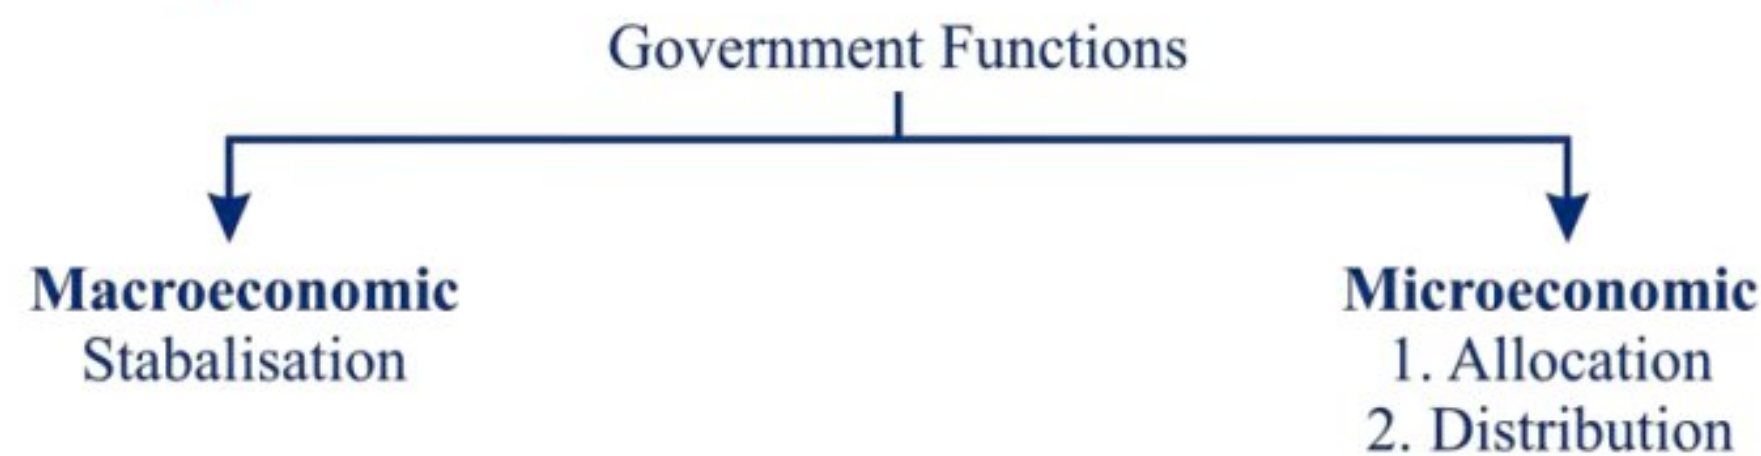 Government Functions
Macroeconomic
Stabalisation
Microeconomic
1. Allocation
2. Distribution